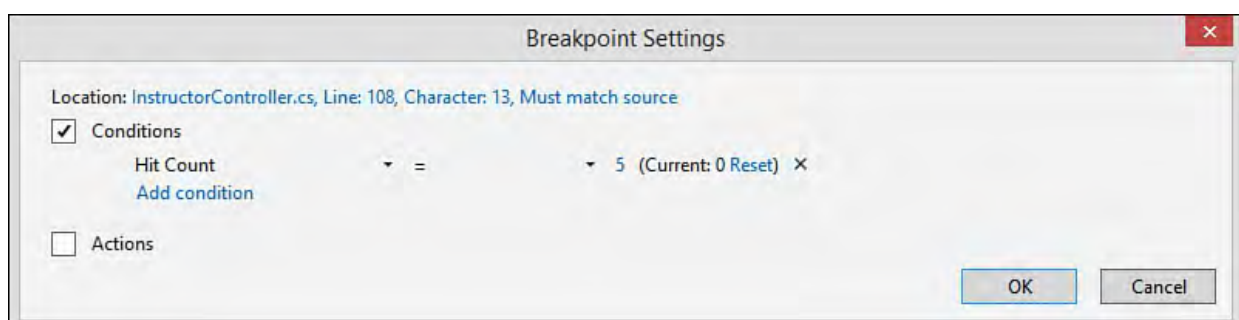 Breakpoint Settings
Location: InstructorController.cs, Line: 108, Character: 13, Must match source
Conditions
Hit Count = 5 (Current: 0 Reset)
Add condition
Actions
OK Cancel